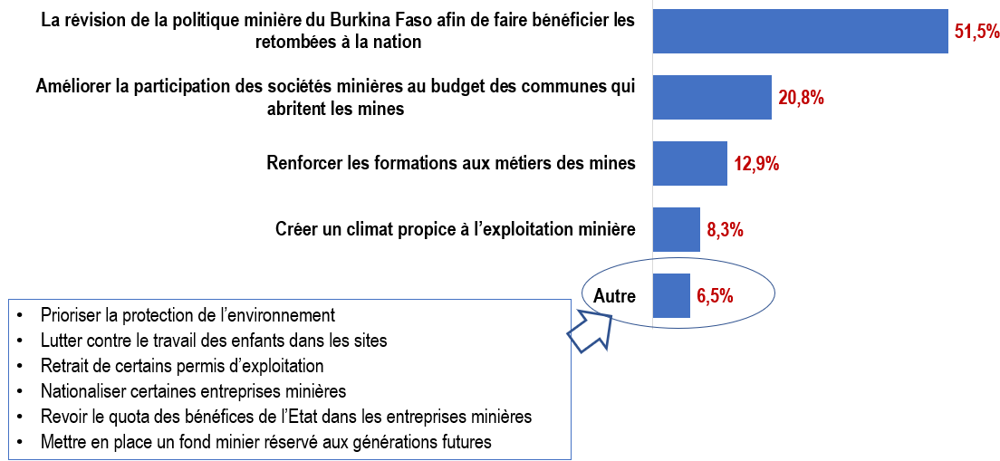 La révision de la politique minière du Burkina Faso afin de faire bénéficier les
retombées à la nation
51,5%
Améliorer la participation des sociétés minières au budget des communes qui
abritent les mines
20,8%
Renforcer les formations aux métiers des mines
12,9%
Créer un climat propice à l’exploitation minière
8,3%
Autre
6,5%
• Prioriser la protection de l’environnement
• Lutter contre le travail des enfants dans les sites
• Retrait de certains permis d’exploitation
• Nationaliser certaines entreprises minières
• Revoir le quota des bénéfices de l’Etat dans les entreprises minières
• Mettre en place un fond minier réservé aux générations futures